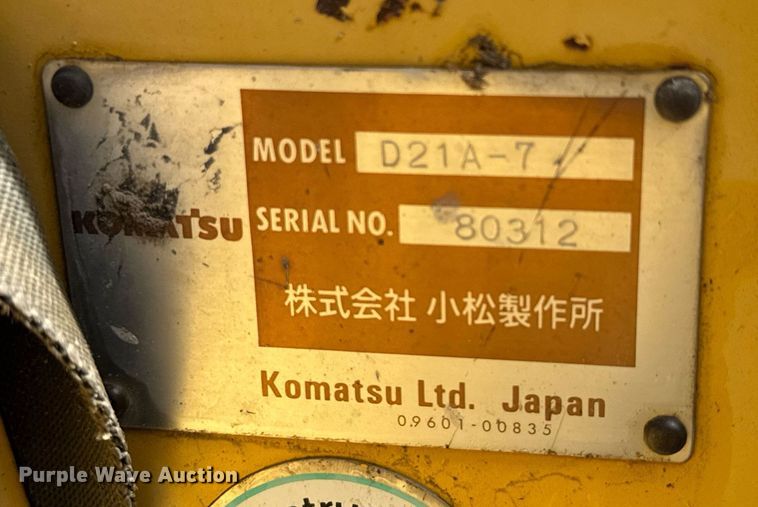 MODEL D21A-7
KOMATSU
SERIAL NO. 80312
株式会社 小松製作所
Komatsu Ltd. Japan
09601-00835
Purple Wave Auction